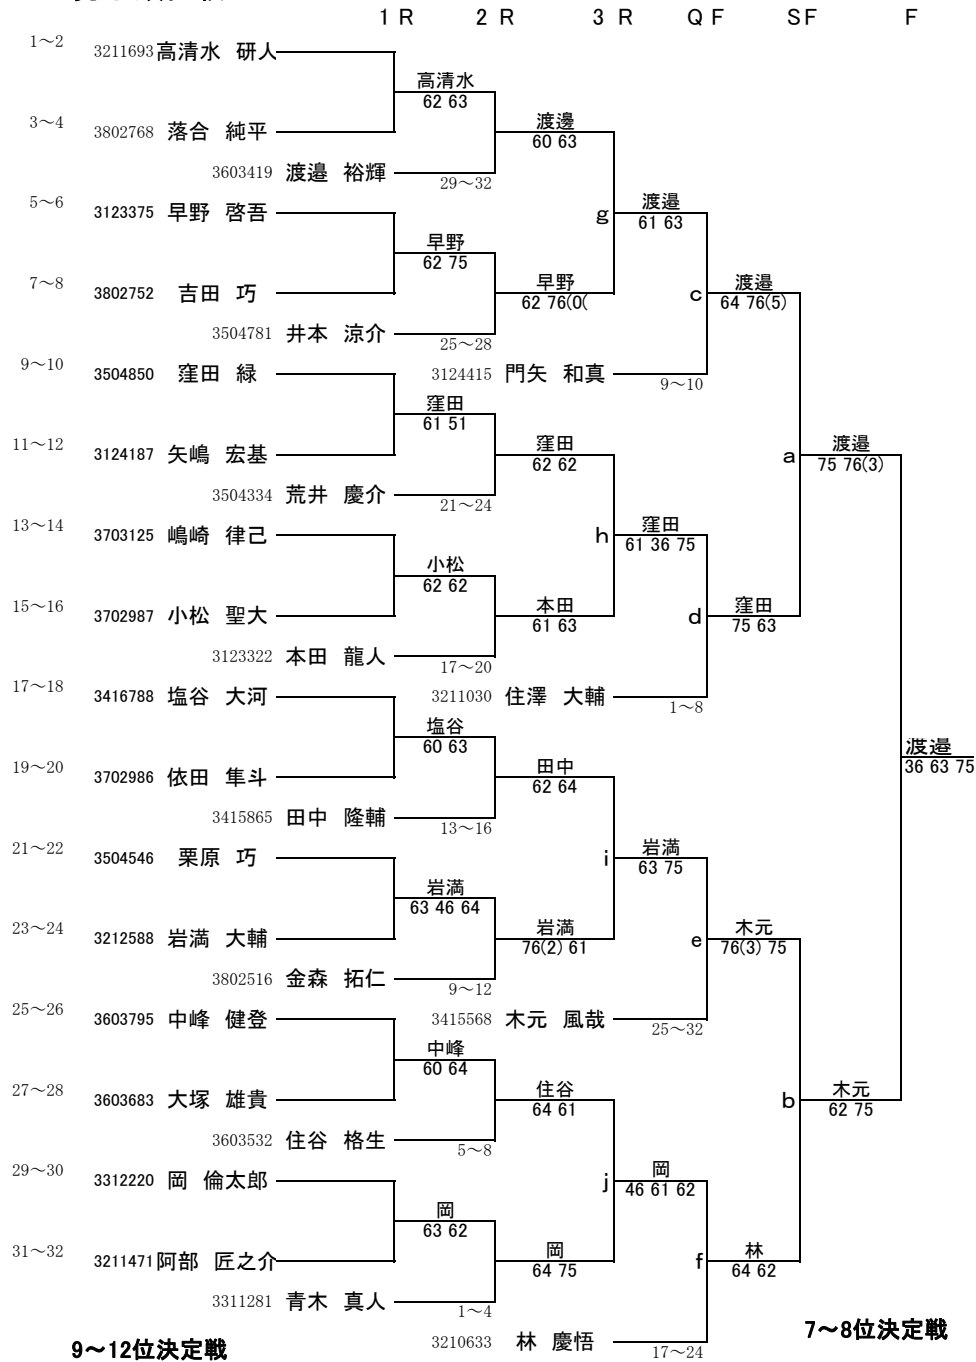 1 R 2 R 3 R Q F S F F
1～2 3211693 高清水 研人
高清水
62 63
3～4 3802768 落合 純平
渡邊
60 63
3603419 渡邉 裕輝 29～32
5～6 3123375 早野 啓吾
g 渡邉
61 63
早野
62 75
7～8 3802752 吉田 巧
早野
62 76(0(
c 渡邉
64 76(5)
3504781 井本 涼介 25～28
9～10 3504850 窪田 緑
3124415 門矢 和真 9～10
窪田
61 51
11～12 3124187 矢嶋 宏基
窪田
62 62
a 渡邉
75 76(3)
3504334 荒井 慶介 21～24
13～14 3703125 嶋崎 律己
h 窪田
61 36 75
小松
62 62
15～16 3702987 小松 聖大
本田
61 63
d 窪田
75 63
3123322 本田 龍人 17～20
17～18 3416788 塩谷 大河
3211030 住澤 大輔 1～8
塩谷
60 63
渡邉
36 63 75
19～20 3702986 依田 隼斗
田中
62 64
3415865 田中 隆輔 13～16
21～22 3504546 栗原 巧
i 岩満
63 75
岩満
63 46 64
23～24 3212588 岩満 大輔
岩満
76(2) 61
e 木元
76(3) 75
3802516 金森 拓仁 9～12
25～26 3603795 中峰 健登
3415568 木元 風哉 25～32
中峰
60 64
27～28 3603683 大塚 雄貴
住谷
64 61
b 木元
62 75
3603532 住谷 格生 5～8
29～30 3312220 岡 倫太郎
j 岡
46 61 62
岡
63 62
31～32 3211471 阿部 匠之介
岡
64 75
f 林
64 62
3311281 青木 真人 1～4
3210633 林 慶悟 17～24
7～8位決定戦
9～12位決定戦